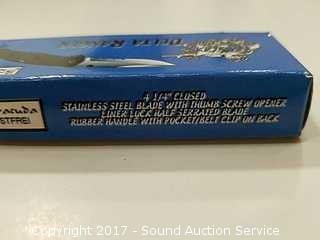 DELTA RANGER
4 1/4" CLOSED
STAINLESS STEEL BLADE WITH THUMB SCREW OPENER
LINER LOCK HALF SERRATED BLADE
RUBBER HANDLE WITH POCKET/BELT CLIP ON BACK
STFREI
Copyright 2017 - Sound Auction Service